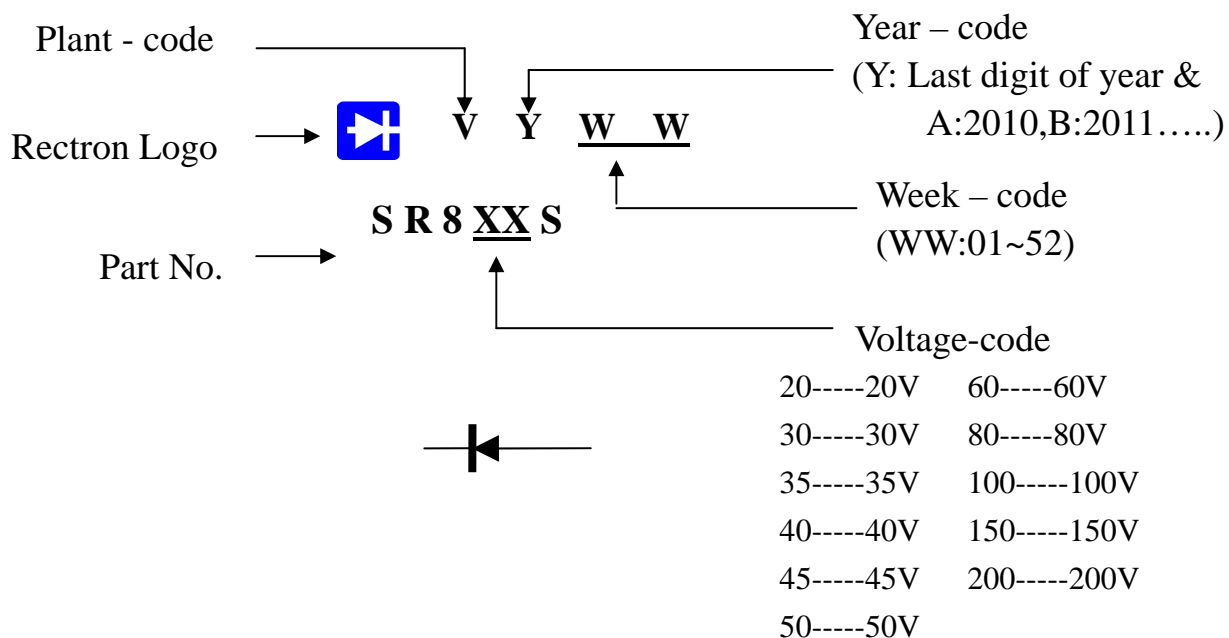 Plant - code
Rectron Logo
Part No.
V Y W W
S R 8 XX S
Year – code
(Y: Last digit of year &
A:2010,B:2011…..)
Week – code
(WW:01~52)
Voltage-code
20-----20V 60-----60V
30-----30V 80-----80V
35-----35V 100-----100V
40-----40V 150-----150V
45-----45V 200-----200V
50-----50V